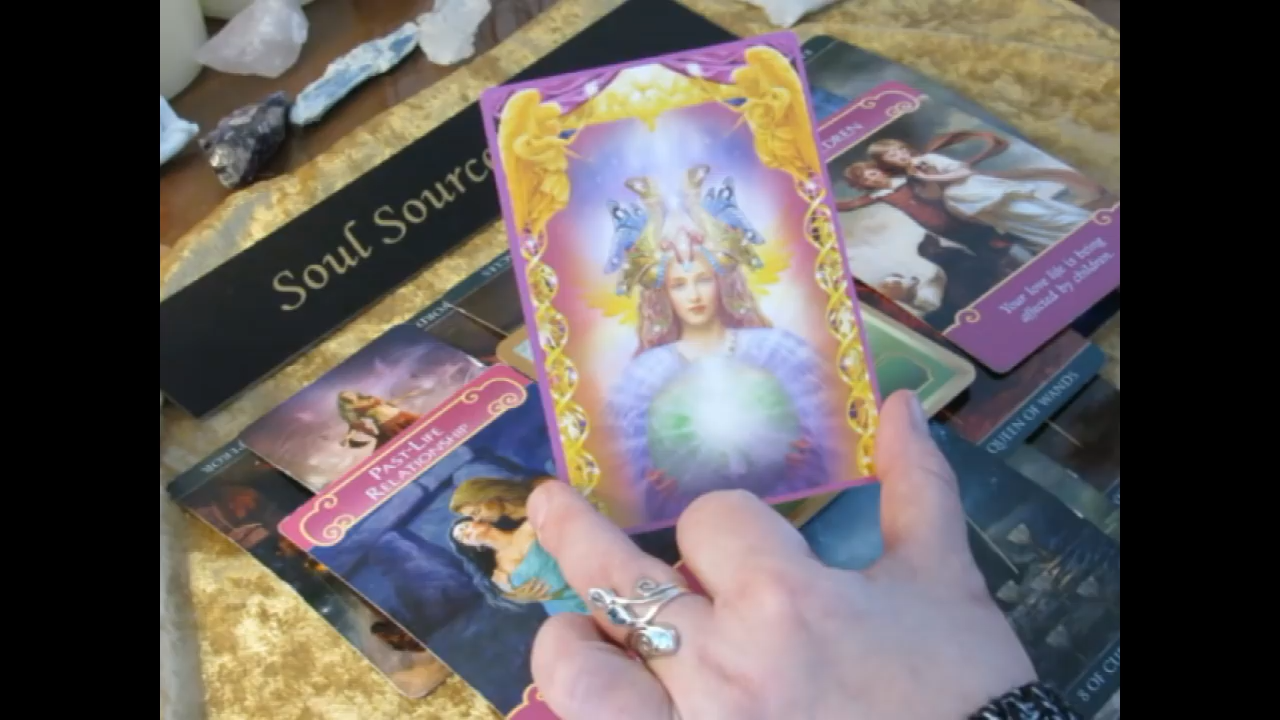 Soul Source
DREN
Your love life is being
affected by children.
PAST-LIFE
RELATIONSHIP
QUEEN OF WANDS
8 OF CU